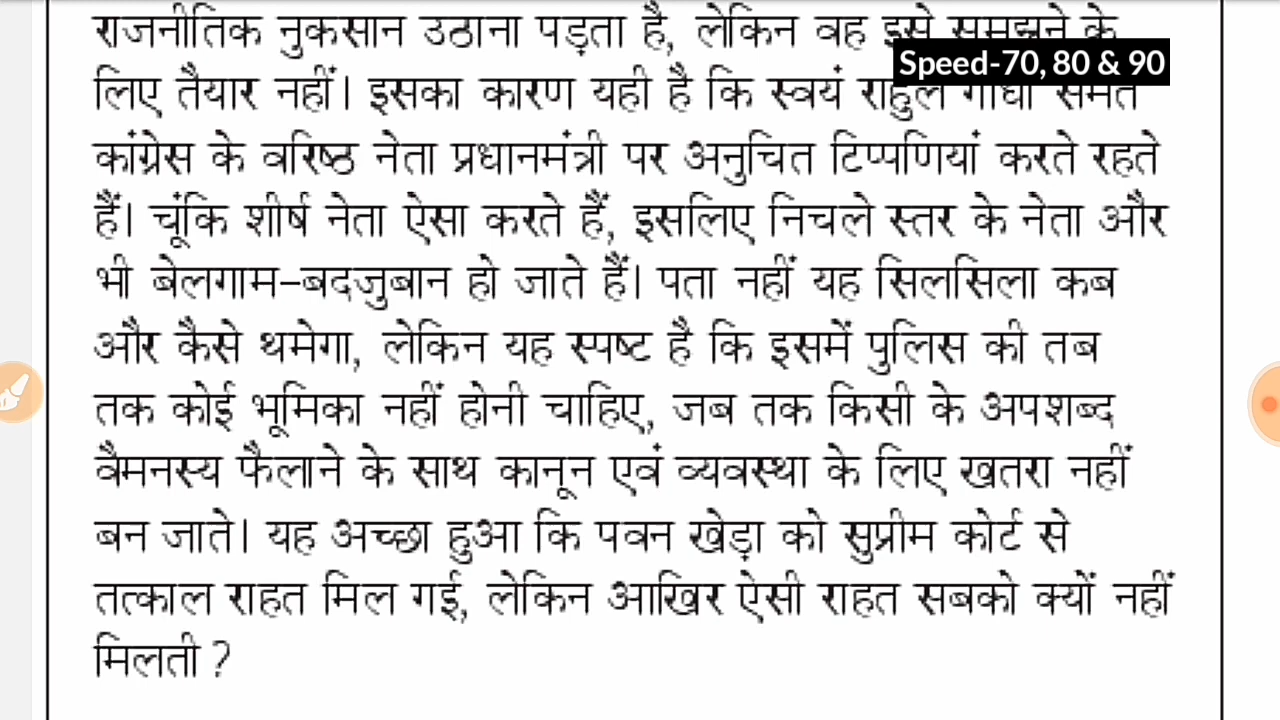 राजनीतिक नुकसान उठाना पड़ता है, लेकिन वह इसे समझने के
Speed-70, 80 & 90
लिए तैयार नहीं। इसका कारण यही है कि स्वयं राहुल गांधी समेत
कांग्रेस के वरिष्ठ नेता प्रधानमंत्री पर अनुचित टिप्पणियां करते रहते
हैं। चूंकि शीर्ष नेता ऐसा करते हैं, इसलिए निचले स्तर के नेता और
भी बेलगाम-बदजुबान हो जाते हैं। पता नहीं यह सिलसिला कब
और कैसे थमेगा, लेकिन यह स्पष्ट है कि इसमें पुलिस की तब
तक कोई भूमिका नहीं होनी चाहिए, जब तक किसी के अपशब्द
वैमनस्य फैलाने के साथ कानून एवं व्यवस्था के लिए खतरा नहीं
बन जाते। यह अच्छा हुआ कि पवन खेड़ा को सुप्रीम कोर्ट से
तत्काल राहत मिल गई, लेकिन आखिर ऐसी राहत सबको क्यों नहीं
मिलती ?